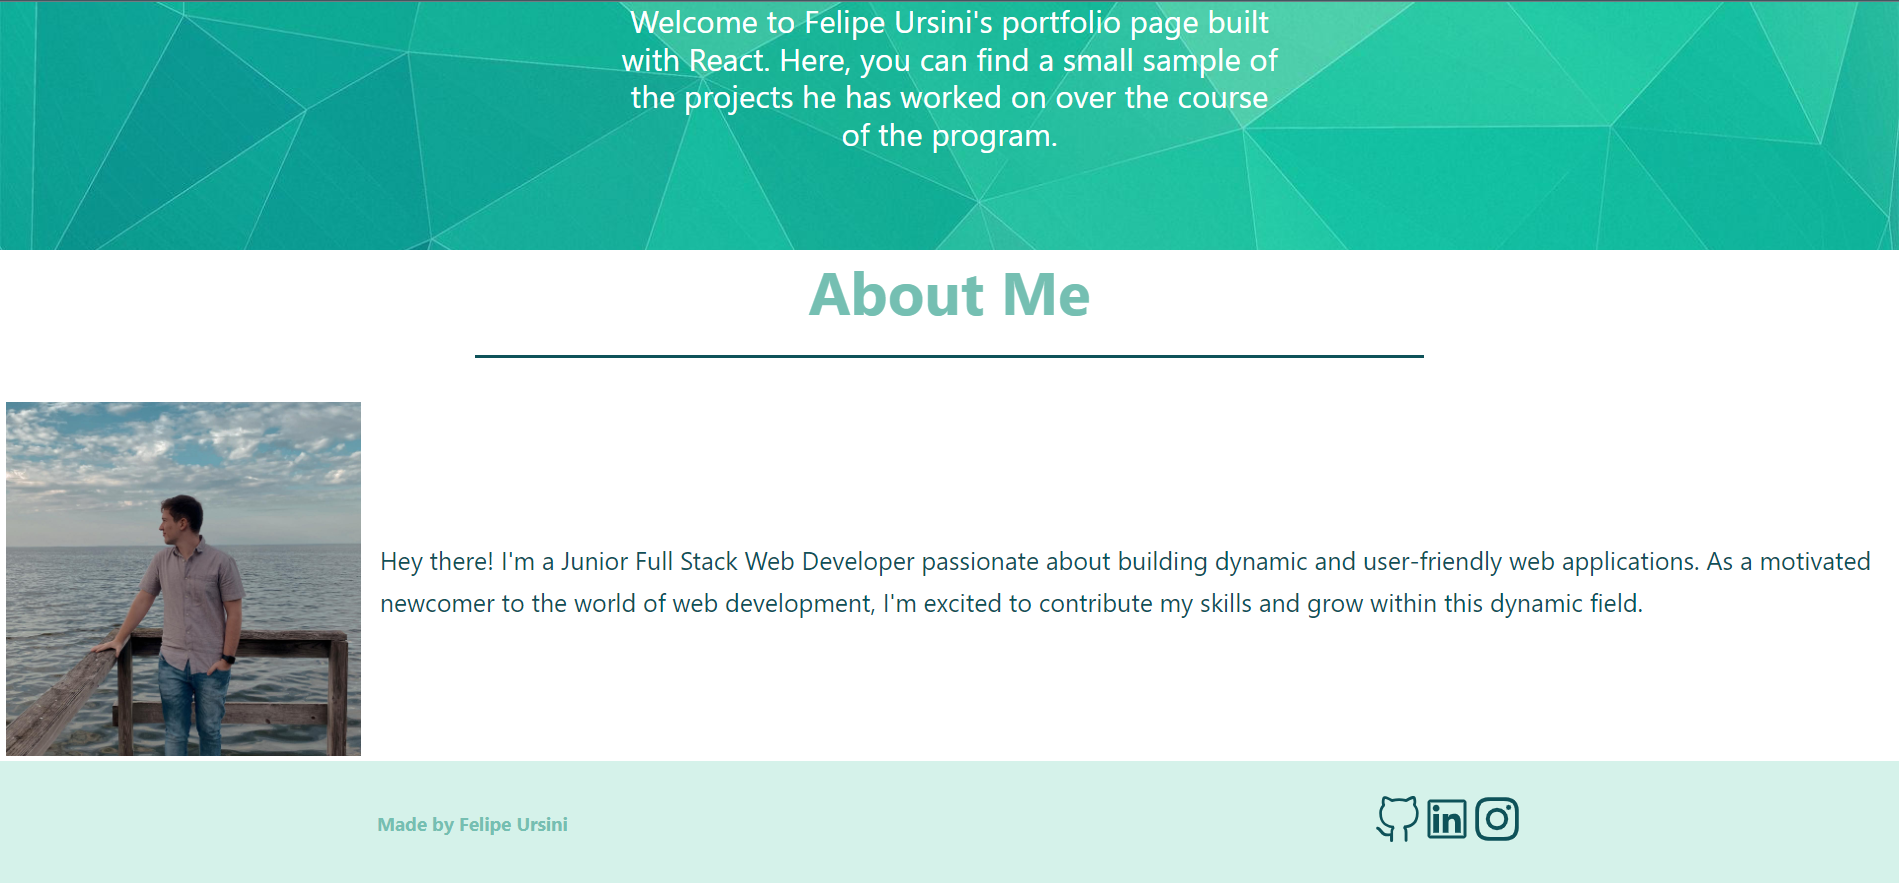 Welcome to Felipe Ursini's portfolio page built
with React. Here, you can find a small sample of
the projects he has worked on over the course
of the program.
About Me
Hey there! I'm a Junior Full Stack Web Developer passionate about building dynamic and user-friendly web applications. As a motivated
newcomer to the world of web development, I'm excited to contribute my skills and grow within this dynamic field.
Made by Felipe Ursini
in